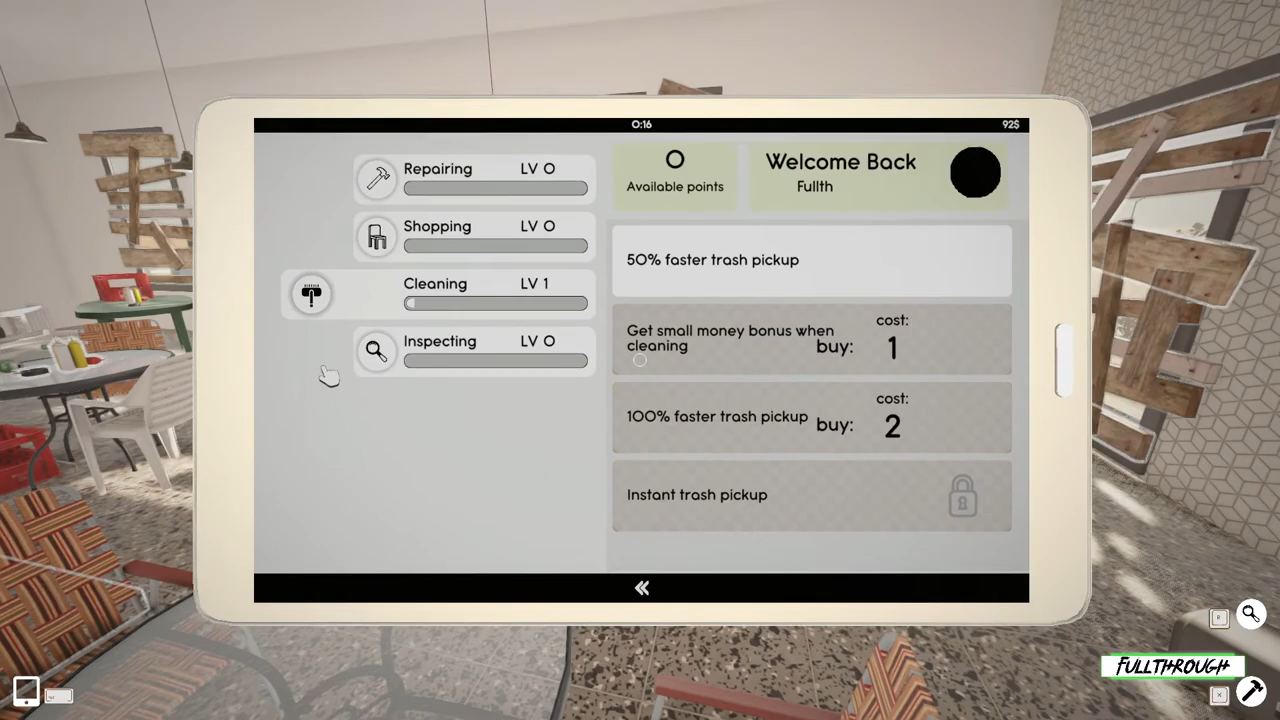 0:16
92$
Repairing LV 0
Shopping LV 0
Cleaning LV 1
Inspecting LV 0
0
Available points
Welcome Back
Fullth
50% faster trash pickup
Get small money bonus when
cleaning
buy:
cost:
1
100% faster trash pickup
buy:
cost:
2
Instant trash pickup
FULLTHROUGH